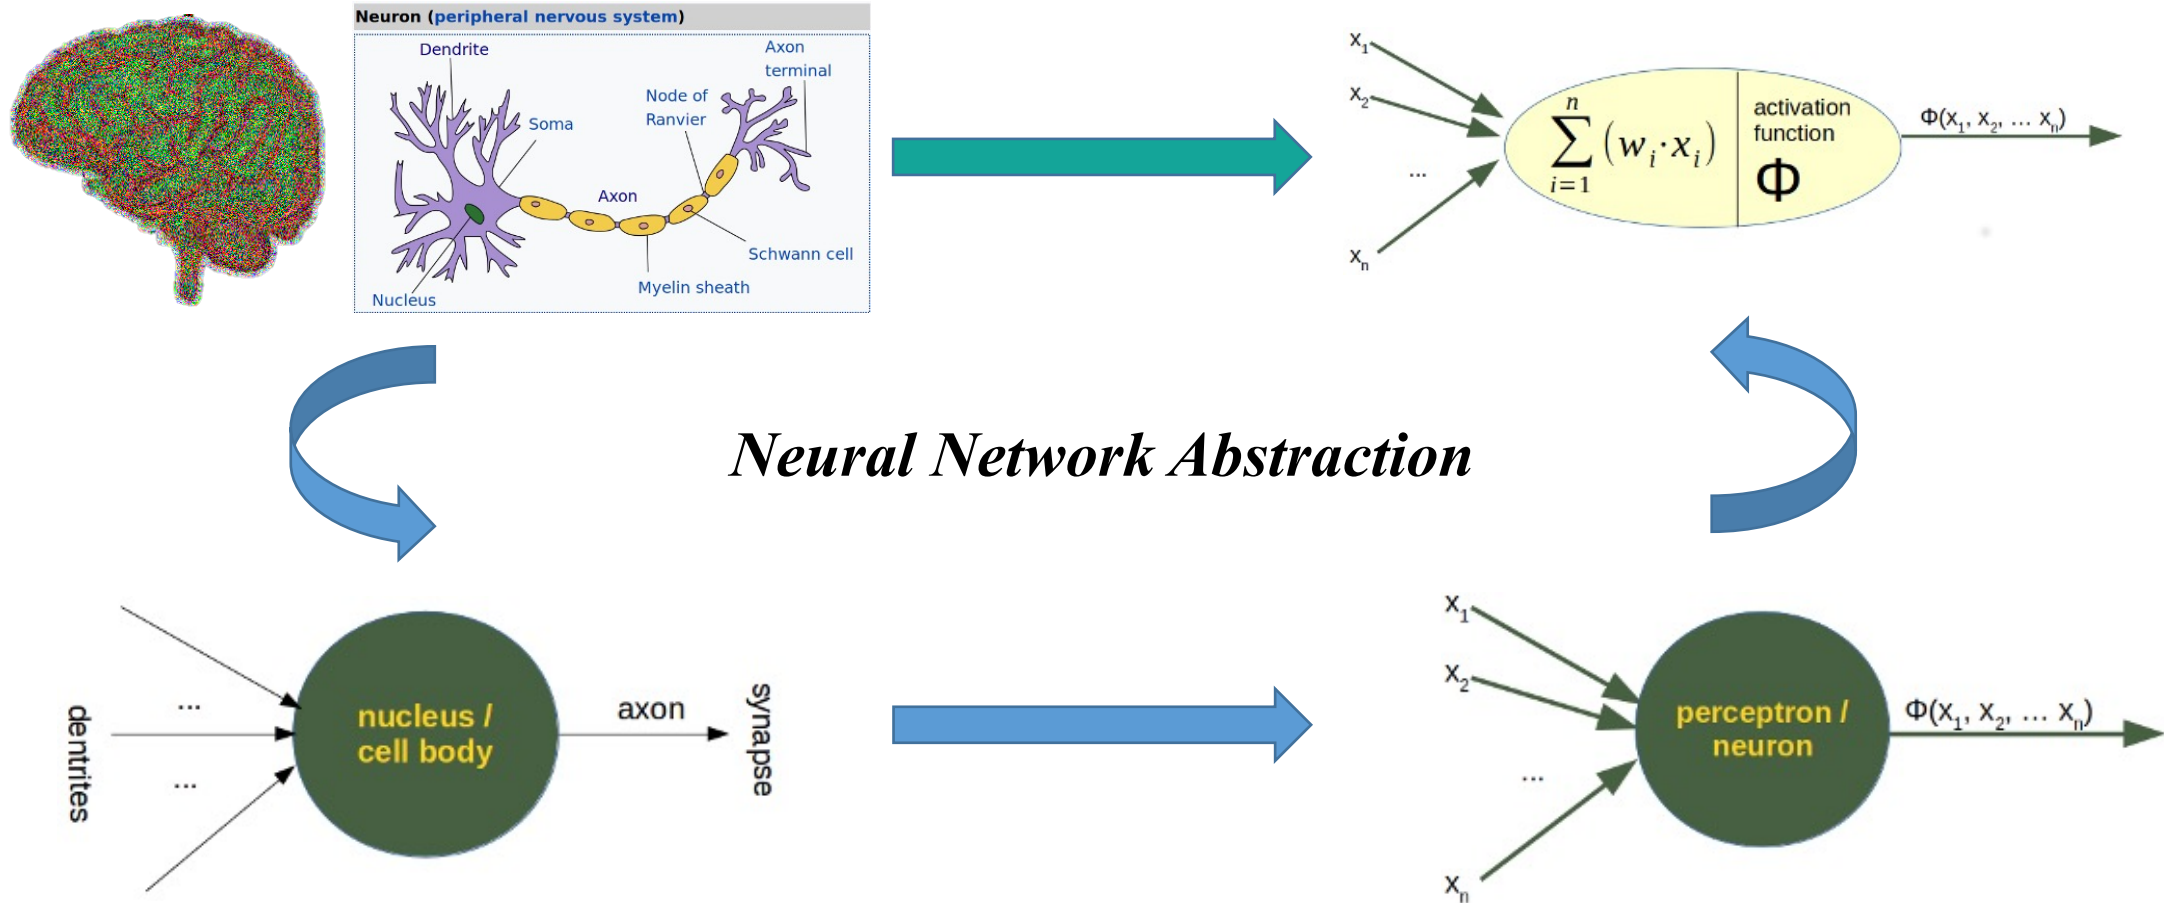 Neuron (peripheral nervous system)
Dendrite
Axon
terminal
Node of
Ranvier
Soma
Axon
Schwann cell
Myelin sheath
Nucleus
x1
x2
...
xn
n
∑ (wi·xi)
i=1
activation
function
Φ
Φ(x1, x2, ... xn)
Neural Network Abstraction
dentrites
...
...
nucleus /
cell body
axon
synapse
x1
x2
...
xn
perceptron /
neuron
Φ(x1, x2, ... xn)